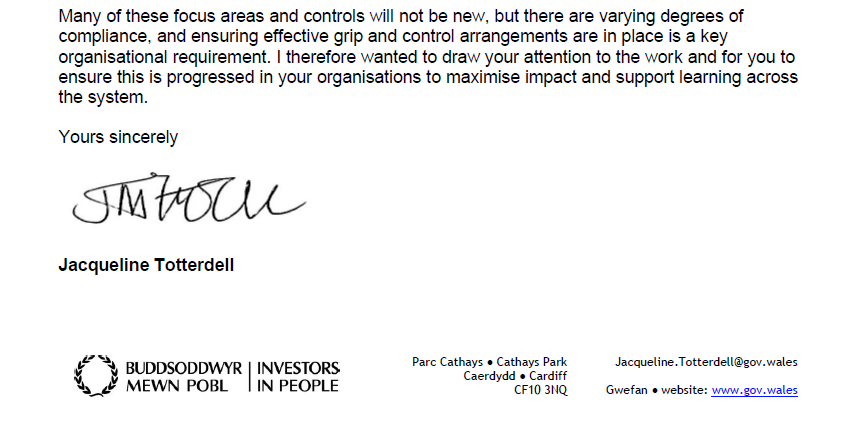 Many of these focus areas and controls will not be new, but there are varying degrees of
compliance, and ensuring effective grip and control arrangements are in place is a key
organisational requirement. I therefore wanted to draw your attention to the work and for you to
ensure this is progressed in your organisations to maximise impact and support learning across
the system.
Yours sincerely
Jacqueline Totterdell
BUDDSODDWYR | INVESTORS
MEWN POBL | IN PEOPLE
Parc Cathays ● Cathays Park
Caerdydd ● Cardiff
CF10 3NQ
Jacqueline.Totterdell@gov.wales
Gwefan ● website: www.gov.wales